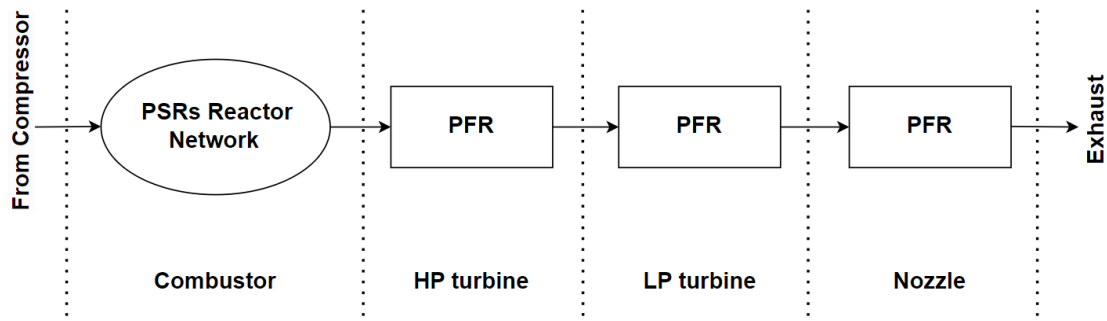 From Compressor
PSRs Reactor
Network
PFR
PFR
PFR
Exhaust
Combustor
HP turbine
LP turbine
Nozzle